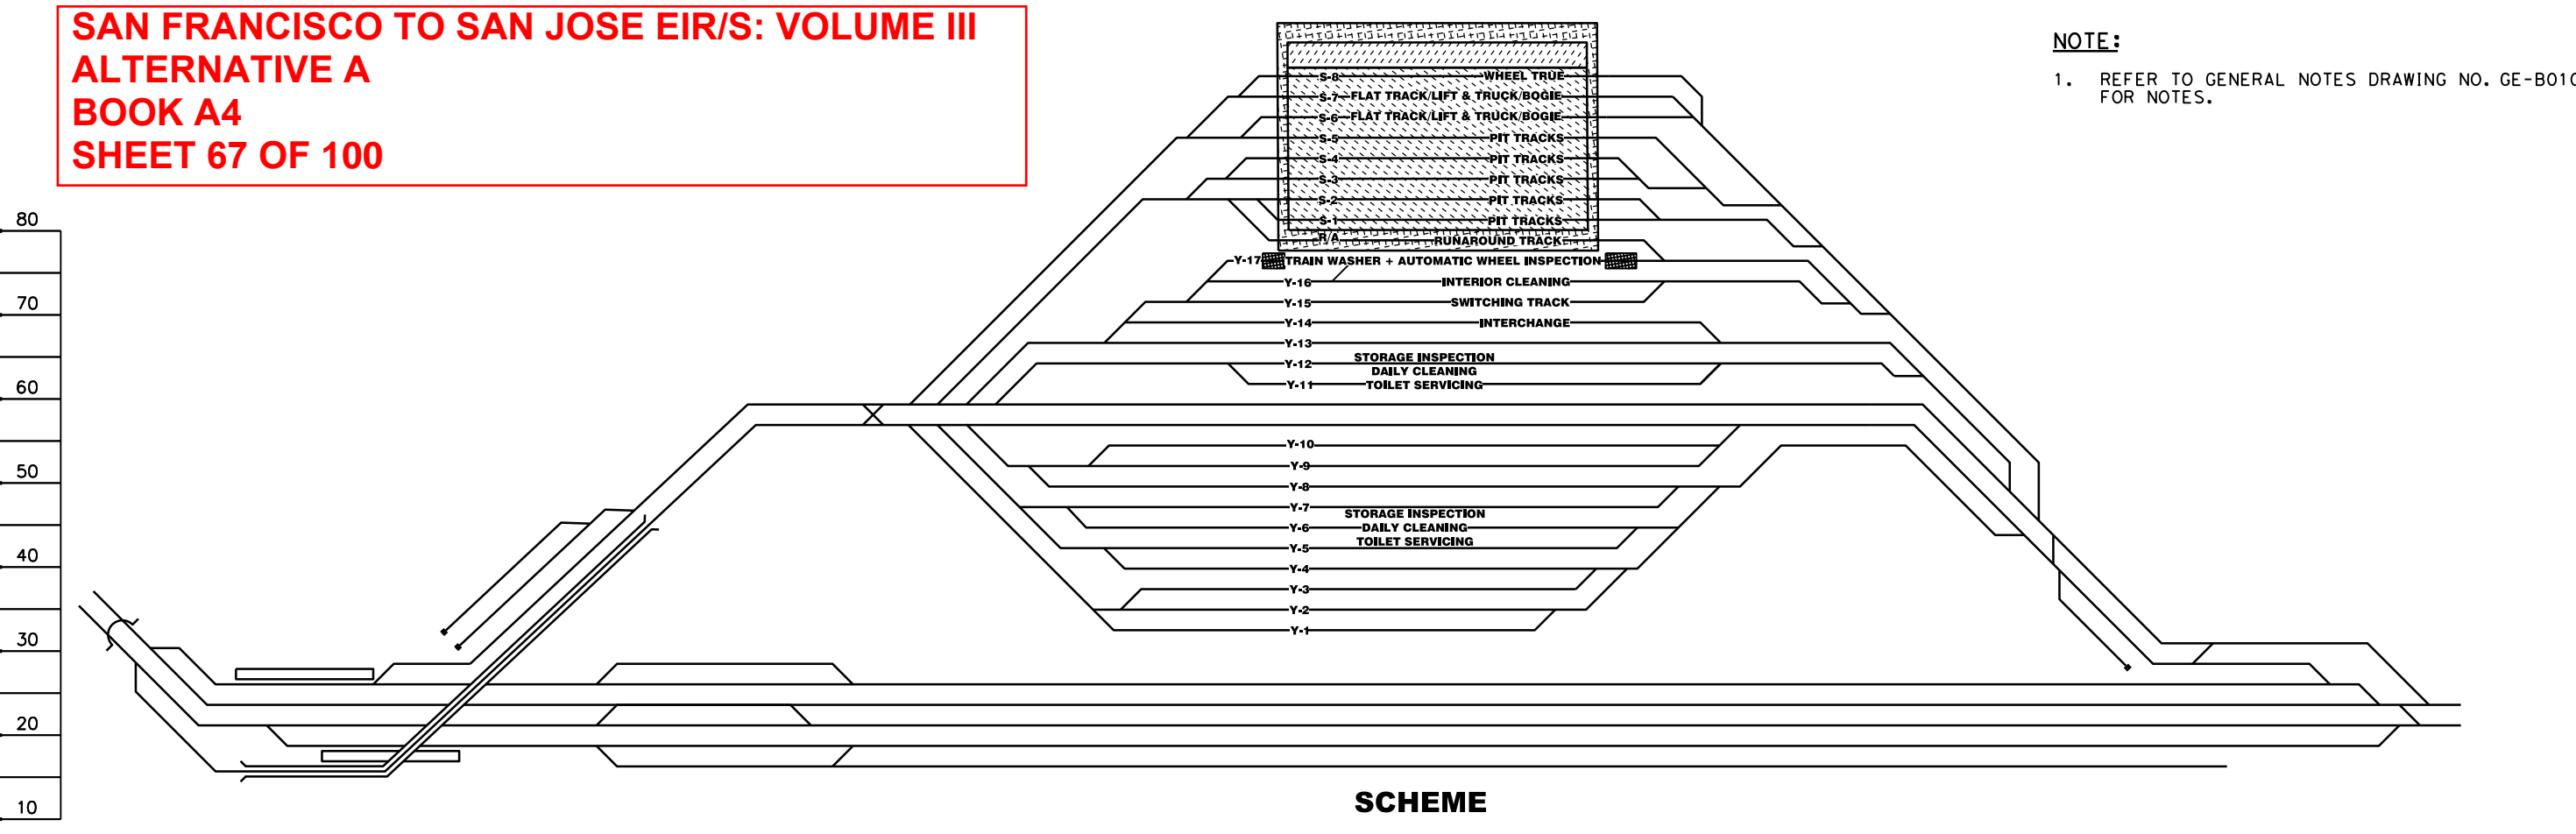 SAN FRANCISCO TO SAN JOSE EIR/S: VOLUME III
ALTERNATIVE A
BOOK A4
SHEET 67 OF 100
NOTE:
1. REFER TO GENERAL NOTES DRAWING NO. GE-B010
FOR NOTES.
S-8 WHEEL TRUE
S-7 FLAT TRACK/LIFT & TRUCK/BOGIE
S-6 FLAT TRACK/LIFT & TRUCK/BOGIE
S-5 PIT TRACKS
S-4 PIT TRACKS
S-3 PIT TRACKS
S-2 PIT TRACKS
S-1 PIT TRACKS
R/A RUNAROUND TRACK
Y-17 TRAIN WASHER + AUTOMATIC WHEEL INSPECTION
Y-16 INTERIOR CLEANING
Y-15 SWITCHING TRACK
Y-14 INTERCHANGE
Y-13
STORAGE INSPECTION
Y-12
DAILY CLEANING
Y-11 TOILET SERVICING
Y-10
Y-9
Y-8
Y-7
STORAGE INSPECTION
Y-6 DAILY CLEANING
TOILET SERVICING
Y-5
Y-4
Y-3
Y-2
Y-1
80
70
60
50
40
30
20
10
SCHEME